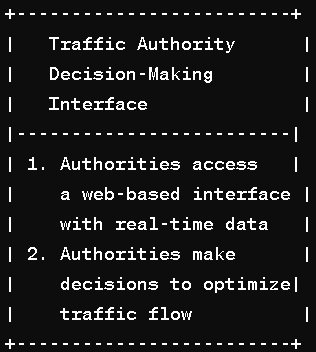 Traffic Authority
Decision-Making
Interface
1. Authorities access
a web-based interface
with real-time data
2. Authorities make
decisions to optimize
traffic flow